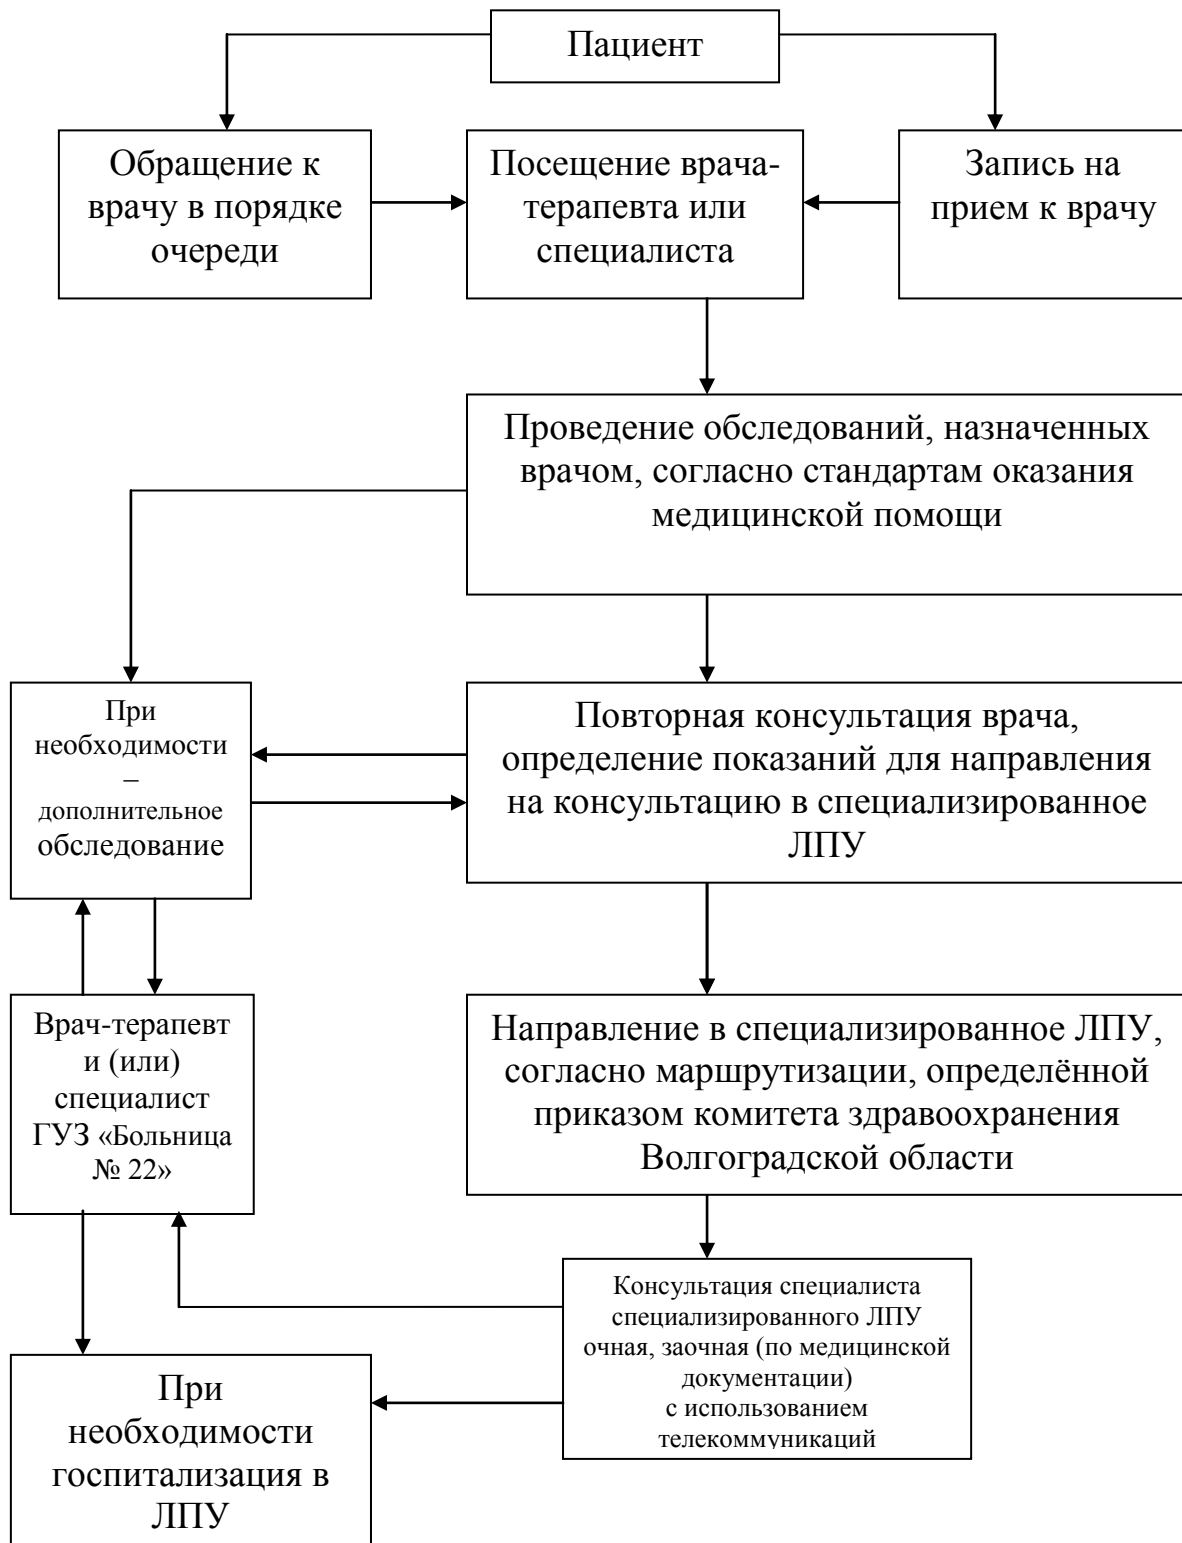 Пациент
Обращение к
врачу в порядке
очереди
Посещение врача-
терапевта или
специалиста
Запись на
прием к врачу
Проведение обследований, назначенных
врачом, согласно стандартам оказания
медицинской помощи
При
необходимости
–
дополнительное
обследование
Повторная консультация врача,
определение показаний для направления
на консультацию в специализированное
ЛПУ
Врач-терапевт
и (или)
специалист
ГУЗ «Больница
№ 22»
Направление в специализированное ЛПУ,
согласно маршрутизации, определённой
приказом комитета здравоохранения
Волгоградской области
Консультация специалиста
специализированного ЛПУ
очная, заочная (по медицинской
документации)
с использованием
телекоммуникаций
При
необходимости
госпитализация в
ЛПУ